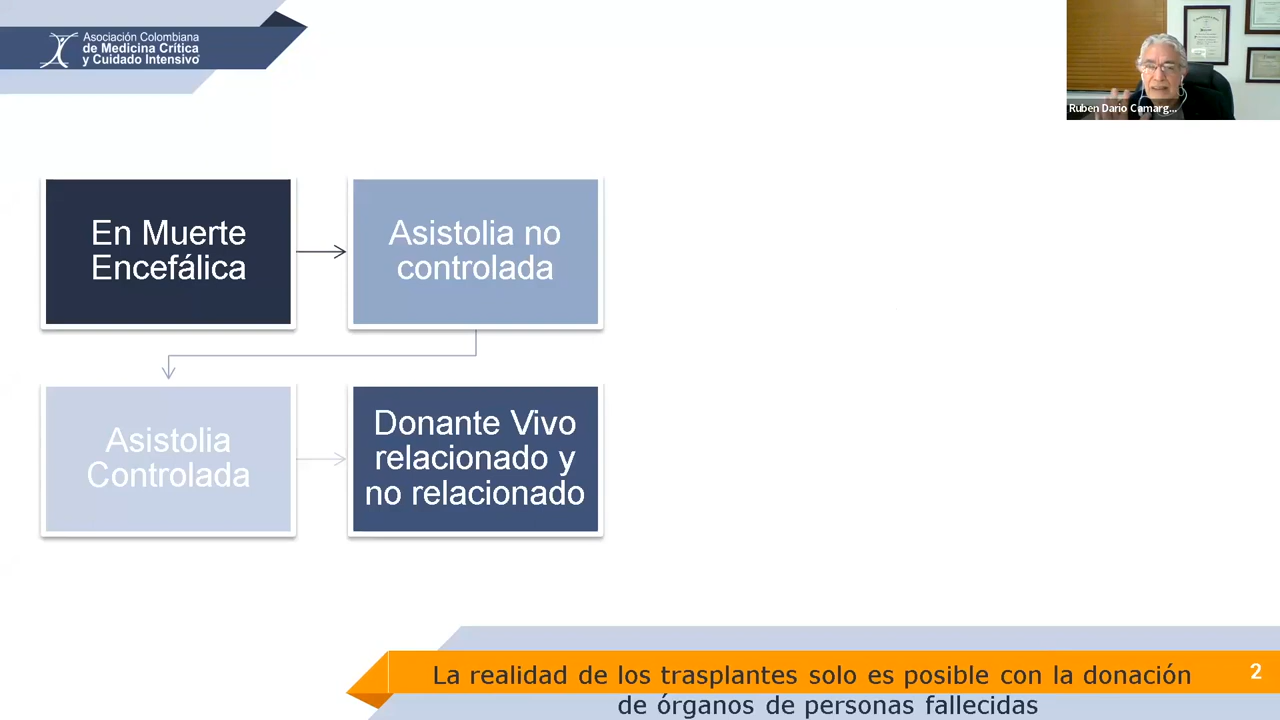 Asociación Colombiana
de Medicina Crítica
y Cuidado Intensivo
Ruben Dario Camarg...
En Muerte
Encefálica
Asistolia no
controlada
Asistolia
Controlada
Donante Vivo
relacionado y
no relacionado
La realidad de los trasplantes solo es posible con la donación
de órganos de personas fallecidas
2